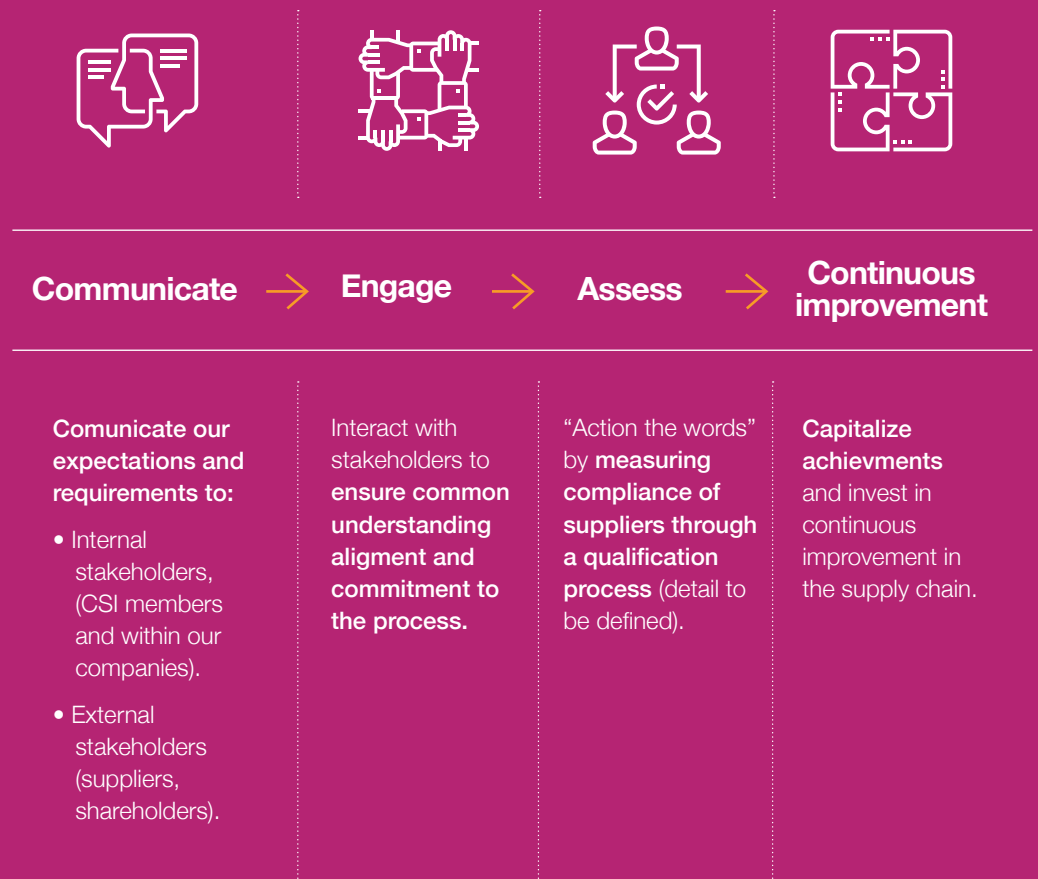 Communicate
Engage
Assess
Continuous
improvement
Comunicate our
expectations and
requirements to:
• Internal
stakeholders,
(CSI members
and within our
companies).
• External
stakeholders
(suppliers,
shareholders).
Interact with
stakeholders to
ensure common
understanding
aligment and
commitment to
the process.
“Action the words”
by measuring
compliance of
suppliers through
a qualification
process (detail to
be defined).
Capitalize
achievments
and invest in
continuous
improvement in
the supply chain.